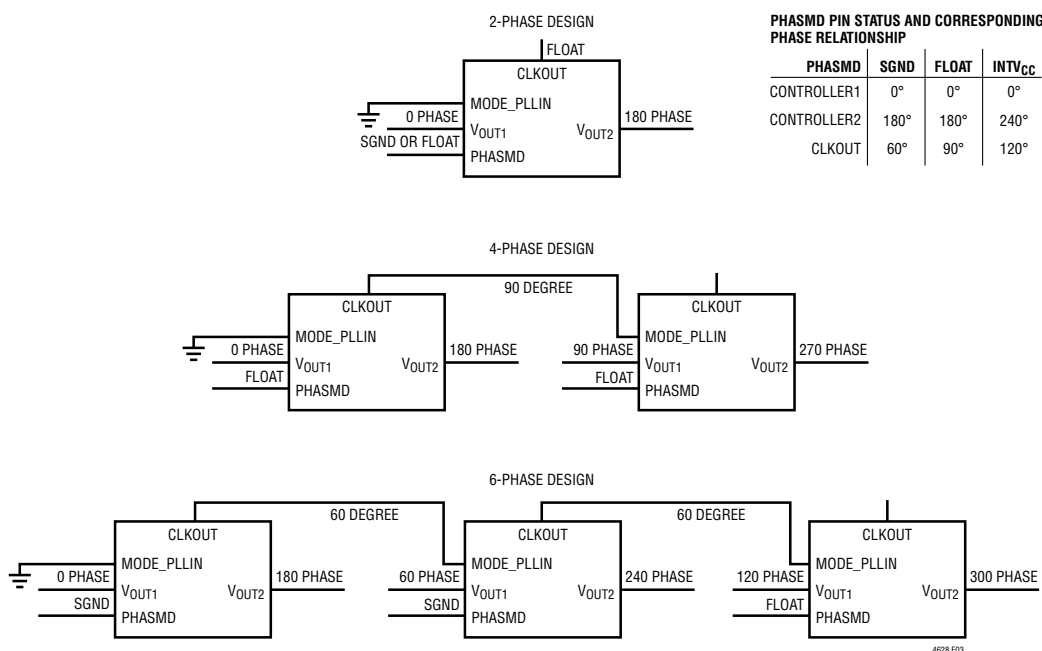 2-PHASE DESIGN
FLOAT
CLKOUT
MODE_PLLIN
0 PHASE
VOUT1
VOUT2
180 PHASE
SGND OR FLOAT
PHASMD
PHASMD PIN STATUS AND CORRESPONDING
PHASE RELATIONSHIP
PHASMD SGND FLOAT INTVCC
CONTROLLER1 0° 0° 0°
CONTROLLER2 180° 180° 240°
CLKOUT 60° 90° 120°
4-PHASE DESIGN
90 DEGREE
CLKOUT
MODE_PLLIN
0 PHASE
VOUT1
VOUT2
180 PHASE
FLOAT
PHASMD
CLKOUT
MODE_PLLIN
90 PHASE
VOUT1
VOUT2
270 PHASE
FLOAT
PHASMD
6-PHASE DESIGN
60 DEGREE
60 DEGREE
CLKOUT
MODE_PLLIN
0 PHASE
VOUT1
VOUT2
180 PHASE
SGND
PHASMD
CLKOUT
MODE_PLLIN
60 PHASE
VOUT1
VOUT2
240 PHASE
SGND
PHASMD
CLKOUT
MODE_PLLIN
120 PHASE
VOUT1
VOUT2
300 PHASE
FLOAT
PHASMD
4628 F03